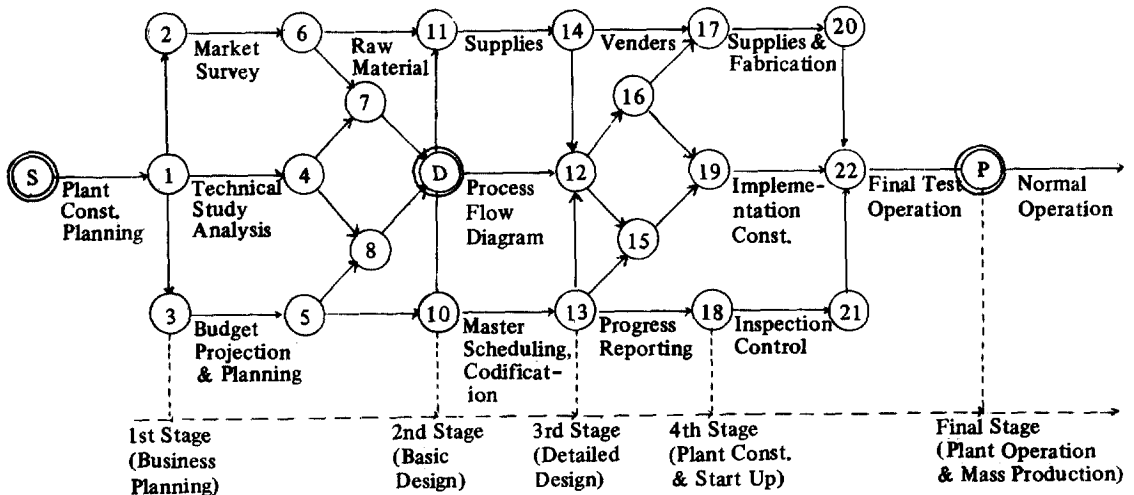 2
6
11
14
17
20
Market
Survey
Raw
Material
Supplies
Venders
Supplies &
Fabrication
7
16
S
1
4
D
12
19
22
P
Plant
Const.
Planning
Technical
Study
Analysis
Process
Flow
Diagram
Impleme-
ntation
Const.
Final Test
Operation
Normal
Operation
8
15
3
5
10
13
18
21
Budget
Projection
& Planning
Master
Scheduling,
Codificat-
ion
Progress
Reporting
Inspection
Control
1st Stage
(Business
Planning)
2nd Stage
(Basic
Design)
3rd Stage
(Detailed
Design)
4th Stage
(Plant Const.
& Start Up)
Final Stage
(Plant Operation
& Mass Production)